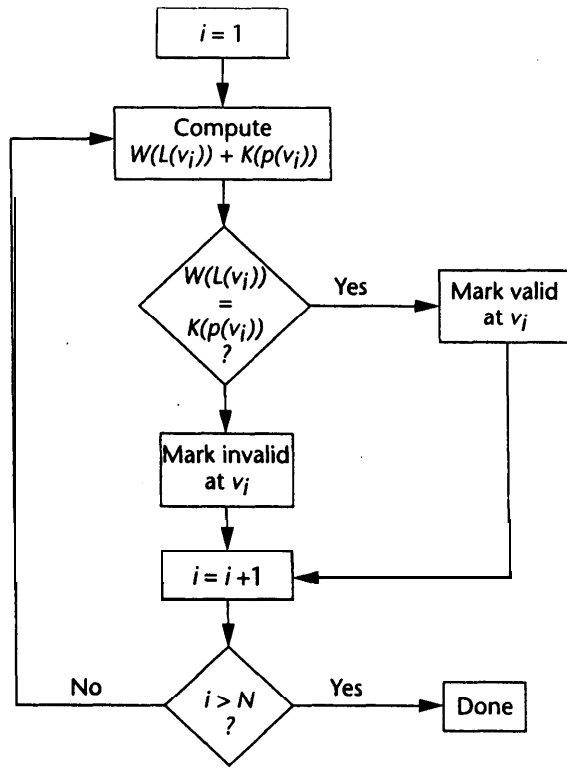 i = 1
Compute
W(L(vᵢ)) + K(p(vᵢ))
W(L(vᵢ))
=
K(p(vᵢ))
?
Yes
Mark valid
at vᵢ
Mark invalid
at vᵢ
i = i +1
No
i > N
?
Yes
Done